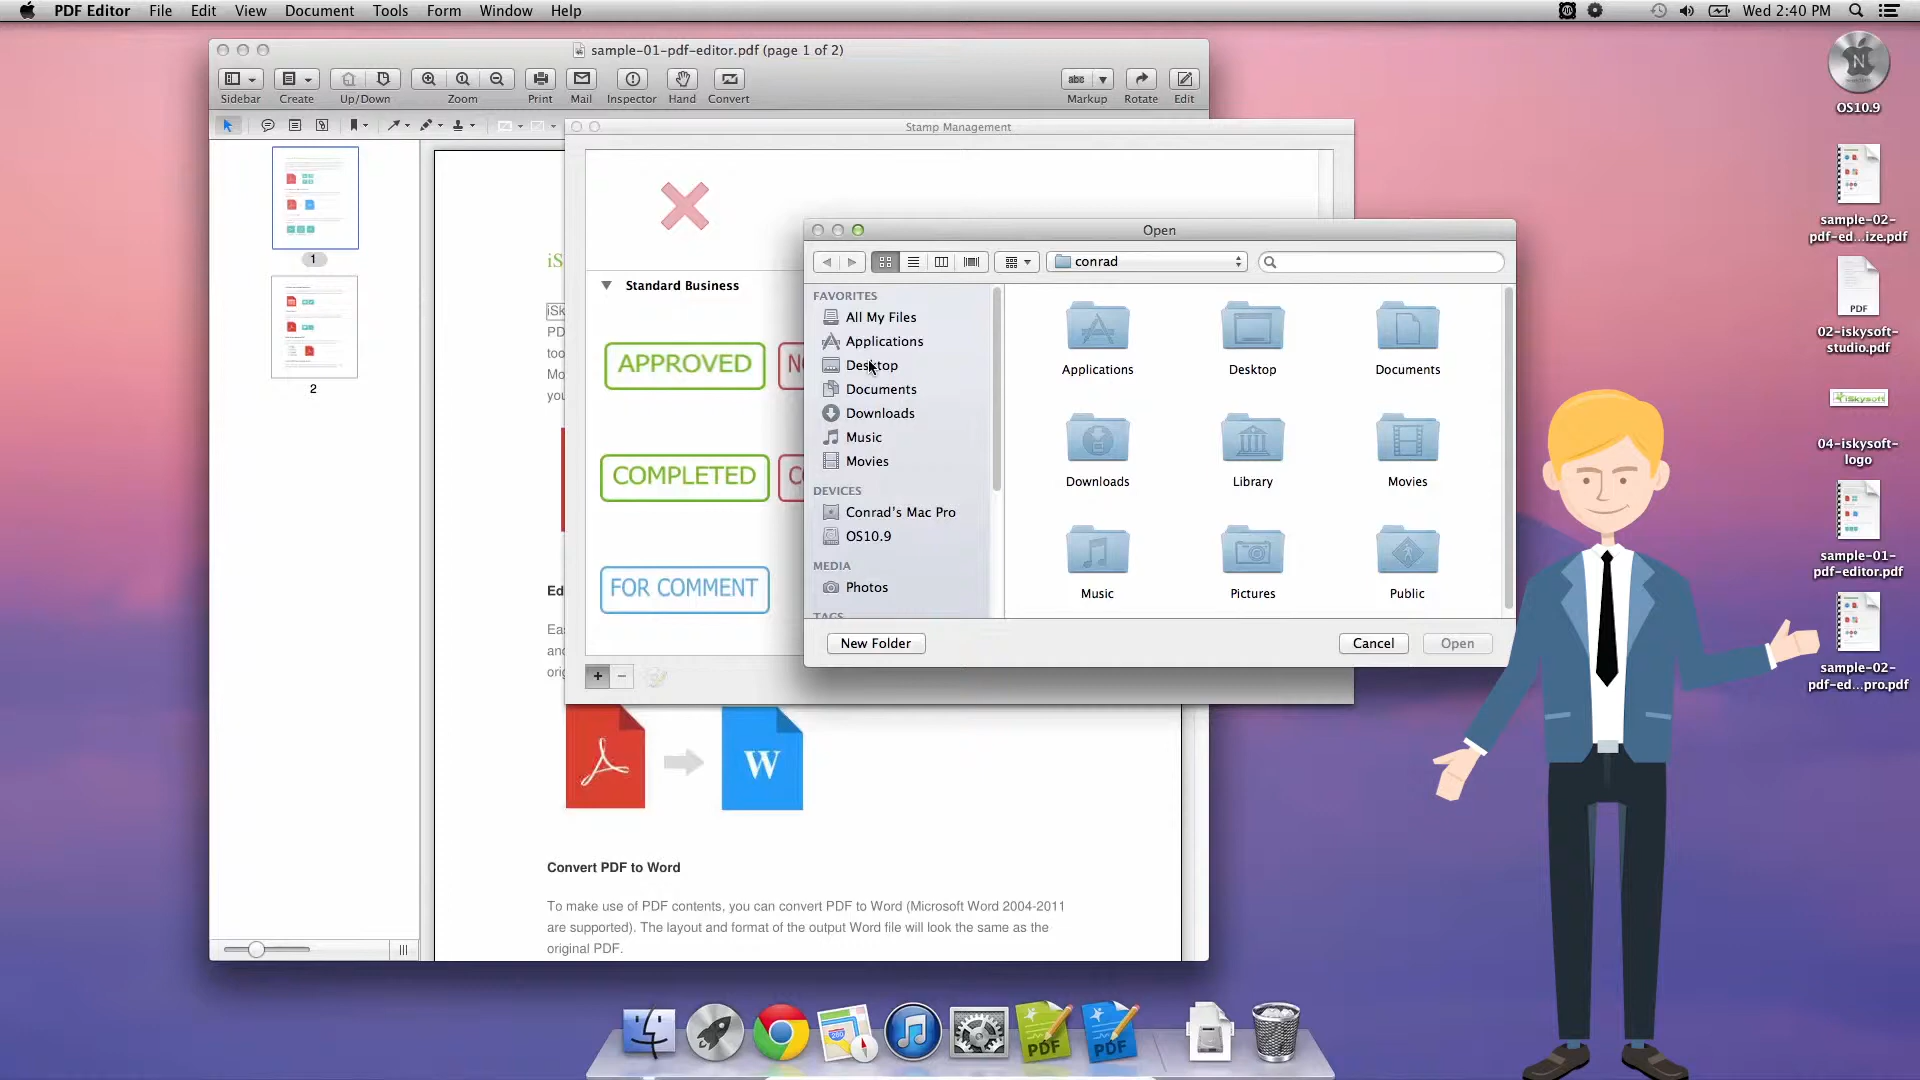 PDF Editor File Edit View Document Tools Form Window Help
Wed 2:40 PM
sample-01-pdf-editor.pdf (page 1 of 2)
Sidebar Create Up/Down Zoom Print Mail Inspector Hand Convert
abc
Markup Rotate Edit
1
2
Stamp Management
Standard Business
APPROVED
COMPLETED
FOR COMMENT
+ −
Open
conrad
FAVORITES
All My Files
Applications
Desktop
Documents
Downloads
Music
Movies
DEVICES
Conrad's Mac Pro
OS10.9
MEDIA
Photos
TAGS
Applications Desktop Documents
Downloads Library Movies
Music Pictures Public
New Folder Cancel Open
W
Convert PDF to Word
To make use of PDF contents, you can convert PDF to Word (Microsoft Word 2004-2011
are supported). The layout and format of the output Word file will look the same as the
original PDF.
N
OS10.9
sample-02-
pdf-ed...ize.pdf
PDF
02-iskysoft-
studio.pdf
iSkysoft
04-iskysoft-
logo
sample-01-
pdf-editor.pdf
sample-02-
pdf-ed...pro.pdf
PDF
PDF